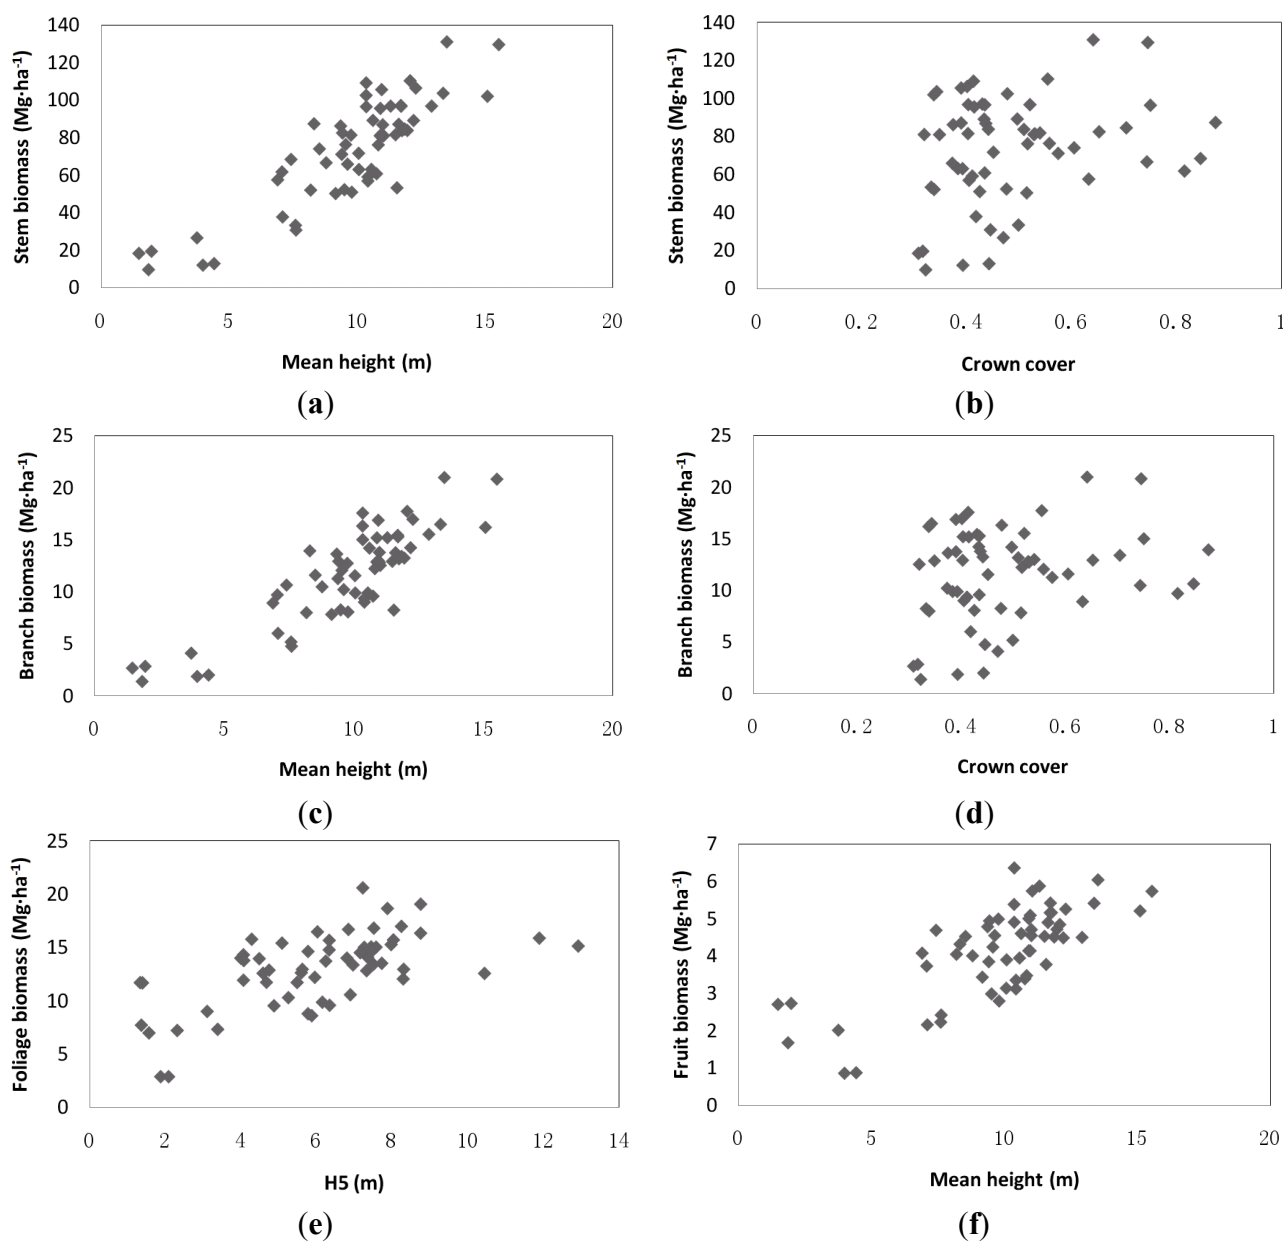 140
120
100
80
60
40
20
0
Stem biomass (Mg·ha-1)
0 5 10 15 20
Mean height (m)
(a)
140
120
100
80
60
40
20
0
Stem biomass (Mg·ha-1)
0 0.2 0.4 0.6 0.8 1
Crown cover
(b)
25
20
15
10
5
0
Branch biomass (Mg·ha-1)
0 5 10 15 20
Mean height (m)
(c)
25
20
15
10
5
0
Branch biomass (Mg·ha-1)
0 0.2 0.4 0.6 0.8 1
Crown cover
(d)
25
20
15
10
5
0
Foliage biomass (Mg·ha-1)
0 2 4 6 8 10 12 14
H5 (m)
(e)
7
6
5
4
3
2
1
0
Fruit biomass (Mg·ha-1)
0 5 10 15 20
Mean height (m)
(f)